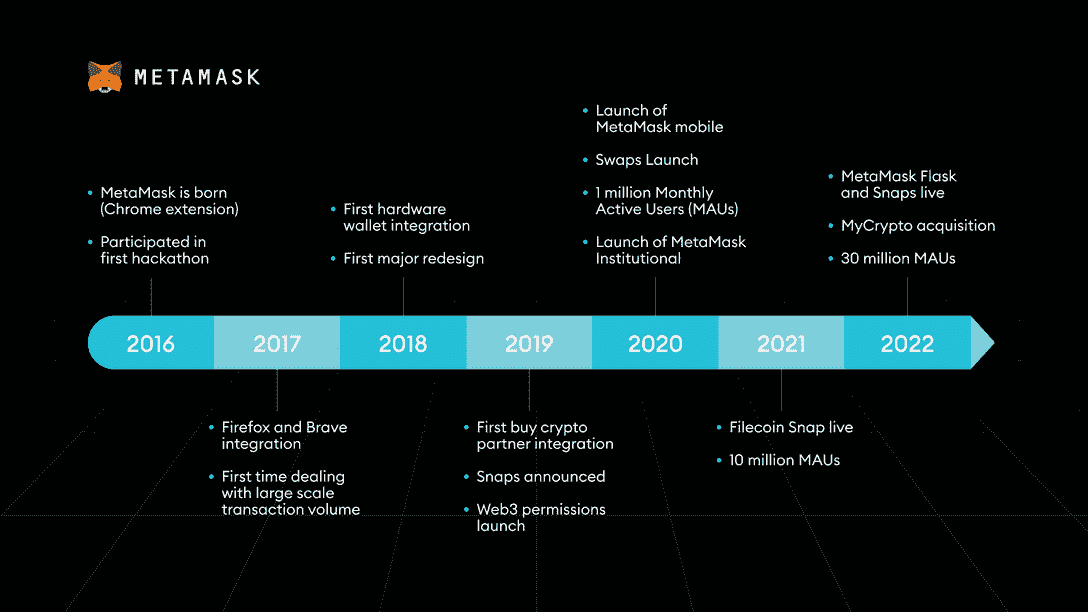 METAMASK
MetaMask is born
(Chrome extension)
Participated in
first hackathon
First hardware
wallet integration
First major redesign
Launch of
MetaMask mobile
Swaps Launch
1 million Monthly
Active Users (MAUs)
Launch of MetaMask
Institutional
MetaMask Flask
and Snaps live
MyCrypto acquisition
30 million MAUs
2016
2017
2018
2019
2020
2021
2022
Firefox and Brave
integration
First time dealing
with large scale
transaction volume
First buy crypto
partner integration
Snaps announced
Web3 permissions
launch
Filecoin Snap live
10 million MAUs